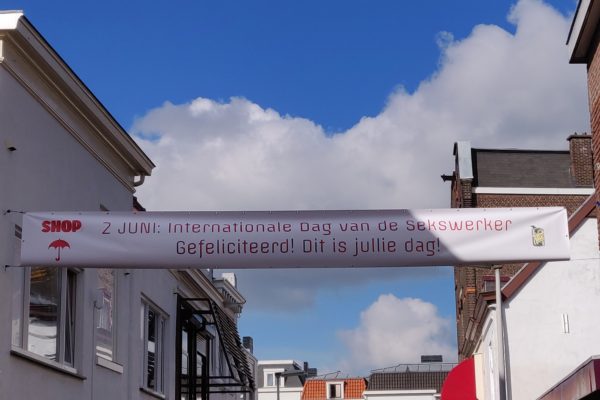 SHOP
2 JUNI: Internationale Dag van de Sekswerker
Gefeliciteerd! Dit is jullie dag!